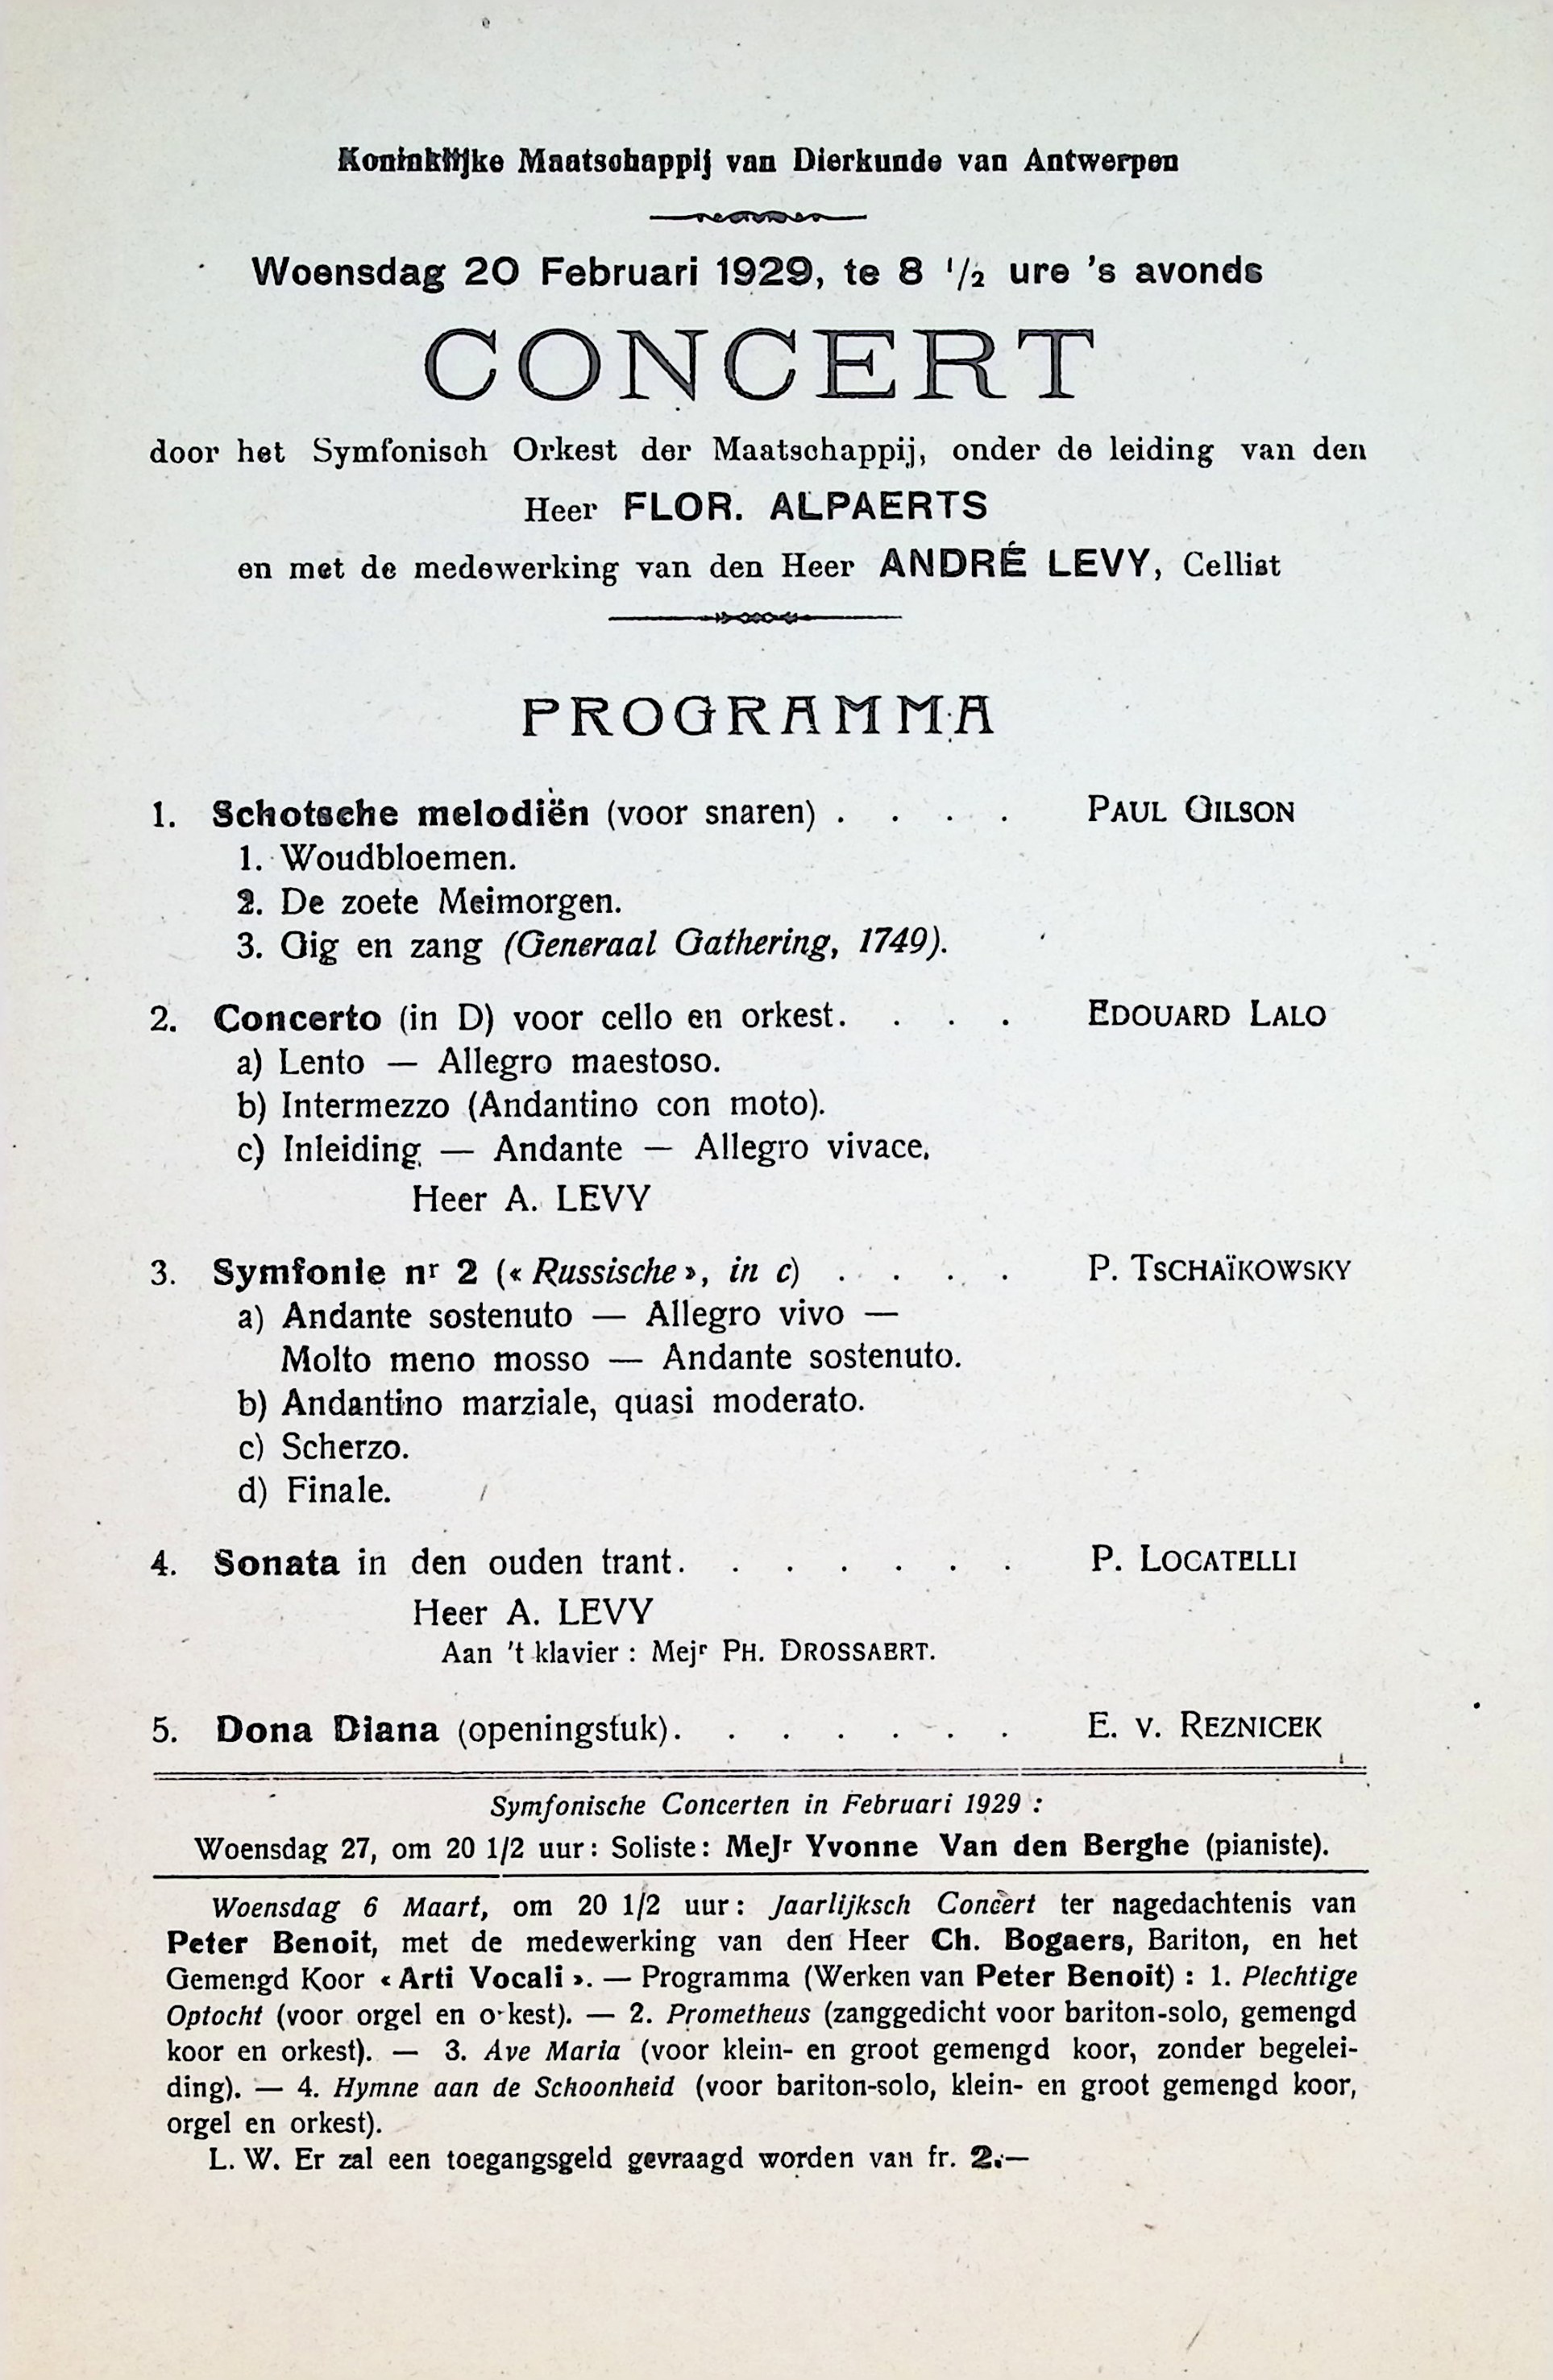 Koninklijke Maatschappij van Dierkunde van Antwerpen
Woensdag 20 Februari 1929, te 8 1/2 ure 's avonds
CONCERT
door het Symfonisch Orkest der Maatschappij, onder de leiding van den
Heer FLOR. ALPAERTS
en met de medewerking van den Heer ANDRÉ LEVY, Cellist
PROGRAMMA
1. Schotsche melodiën (voor snaren) . . . . PAUL GILSON
1. Woudbloemen.
2. De zoete Meimorgen.
3. Gig en zang (Generaal Gathering, 1749).
2. Concerto (in D) voor cello en orkest. . . . EDOUARD LALO
a) Lento — Allegro maestoso.
b) Intermezzo (Andantino con moto).
c) Inleiding — Andante — Allegro vivace.
Heer A. LEVY
3. Symfonie nr 2 (« Russische », in c) . . . . P. TSCHAÏKOWSKY
a) Andante sostenuto — Allegro vivo —
Molto meno mosso — Andante sostenuto.
b) Andantino marziale, quasi moderato.
c) Scherzo.
d) Finale.
4. Sonata in den ouden trant. . . . . . . P. LOCATELLI
Heer A. LEVY
Aan 't klavier : Mejr PH. DROSSAERT.
5. Dona Diana (openingstuk). . . . . . . E. v. REZNICEK
Symfonische Concerten in Februari 1929 :
Woensdag 27, om 20 1/2 uur : Soliste : MeJr Yvonne Van den Berghe (pianiste).
Woensdag 6 Maart, om 20 1/2 uur : Jaarlijksch Concert ter nagedachtenis van
Peter Benoit, met de medewerking van den Heer Ch. Bogaers, Bariton, en het
Gemengd Koor « Arti Vocali ». — Programma (Werken van Peter Benoit) : 1. Plechtige
Optocht (voor orgel en orkest). — 2. Prometheus (zanggedicht voor bariton-solo, gemengd
koor en orkest). — 3. Ave Maria (voor klein- en groot gemengd koor, zonder begelei-
ding). — 4. Hymne aan de Schoonheid (voor bariton-solo, klein- en groot gemengd koor,
orgel en orkest).
L. W. Er zal een toegangsgeld gevraagd worden van fr. 2.—